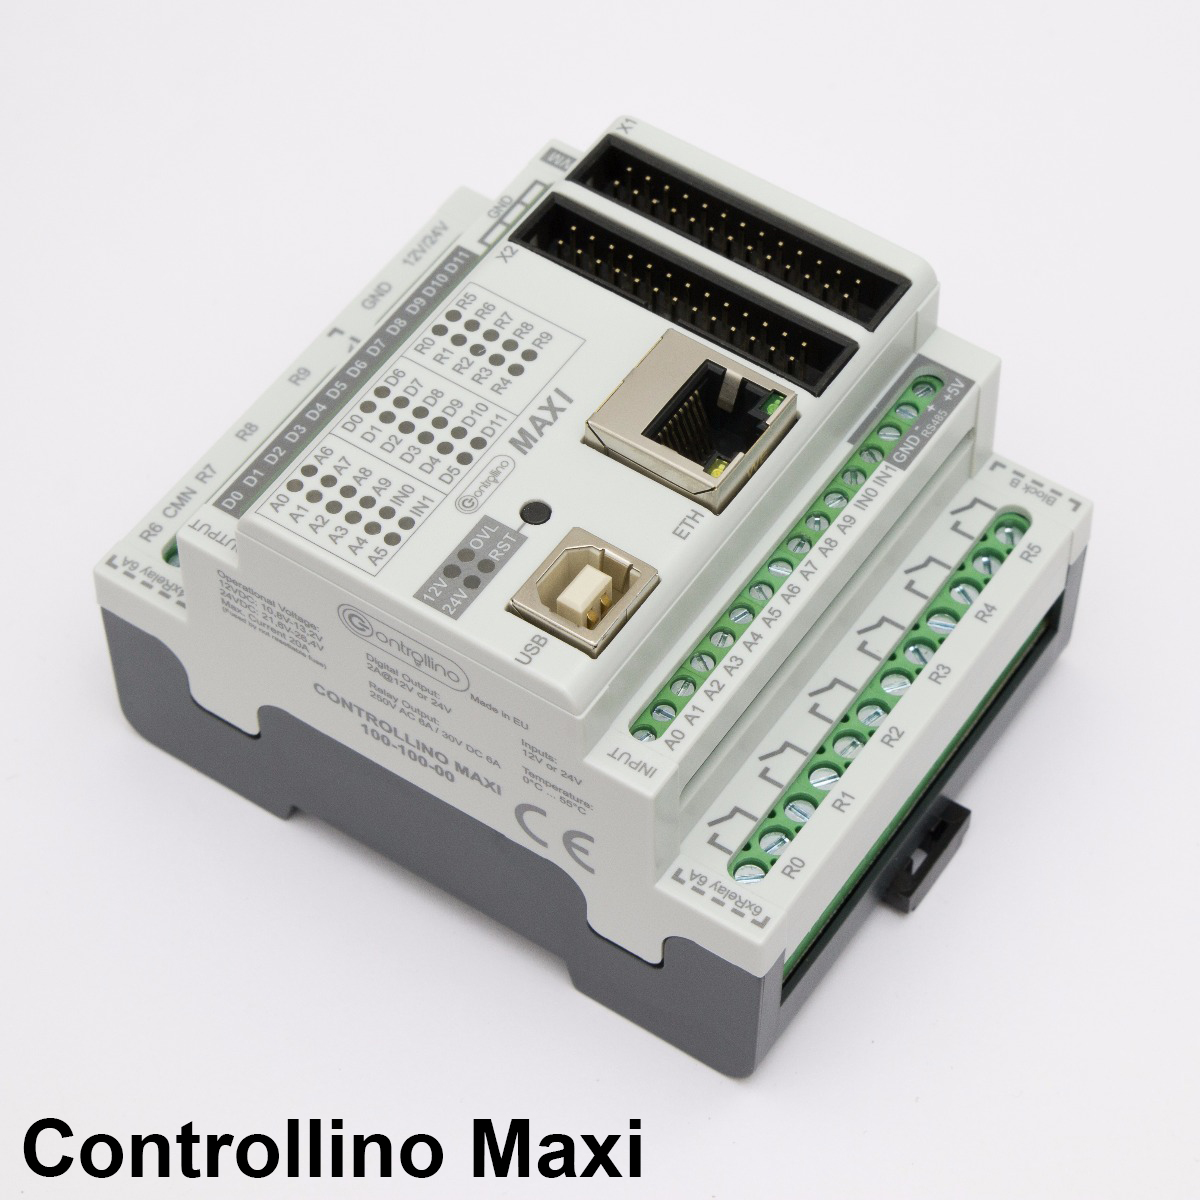 X1
GND
X2
12V/24V
GND
R9
R8
R7
CMN
R6
D0 D1 D2 D3 D4 D5 D6 D7 D8 D9 D10 D11
R0 R5
R1 R6
R2 R7
R3 R8
R4 R9
D0 D6
D1 D7
D2 D8
D3 D9
D4 D10
D5 D11
A0 A6
A1 A7
A2 A8
A3 A9
A4 IN0
A5 IN1
Controllino
MAXI
12V OVL
24V RST
ETH
USB
+5V
+
-
RS485
GND
INPUT A0 A1 A2 A3 A4 A5 A6 A7 A8 A9 IN0 IN1
Block B
R0 R1 R2 R3 R4 R5
6xRelay 6A
Operational Voltage:
12VDC: 10,8V-13,2V
24VDC: 21,6V-26,4V
Max. Current 20A
Controllino
Made in EU
Digital Output:
2A@12V or 24V
Relay Output:
250V AC 6A / 30V DC 6A
Inputs:
12V or 24V
Temperature:
0°C ... 55°C
CONTROLLINO MAXI
100-100-00
CE
Controllino Maxi